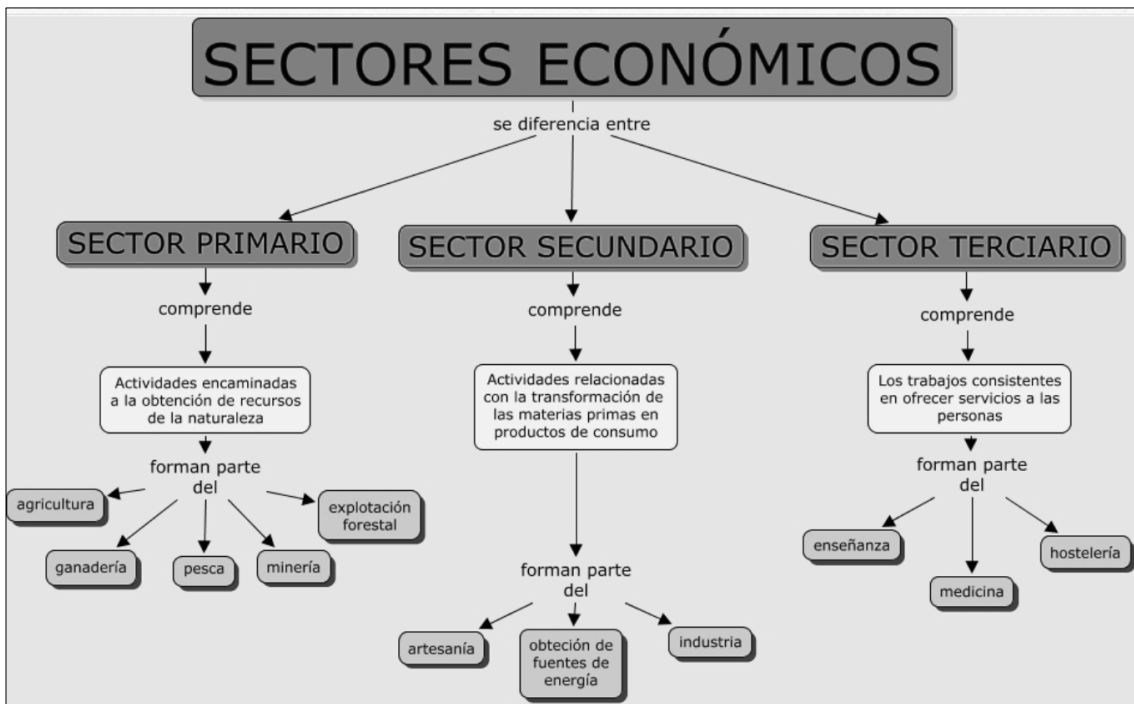 SECTORES ECONÓMICOS
se diferencia entre
SECTOR PRIMARIO
comprende
Actividades encaminadas
a la obtención de recursos
de la naturaleza
forman parte
del
agricultura
ganadería
pesca
minería
explotación
forestal
SECTOR SECUNDARIO
comprende
Actividades relacionadas
con la transformación de
las materias primas en
productos de consumo
forman parte
del
artesanía
obteción de
fuentes de
energía
industria
SECTOR TERCIARIO
comprende
Los trabajos consistentes
en ofrecer servicios a las
personas
forman parte
del
enseñanza
medicina
hostelería